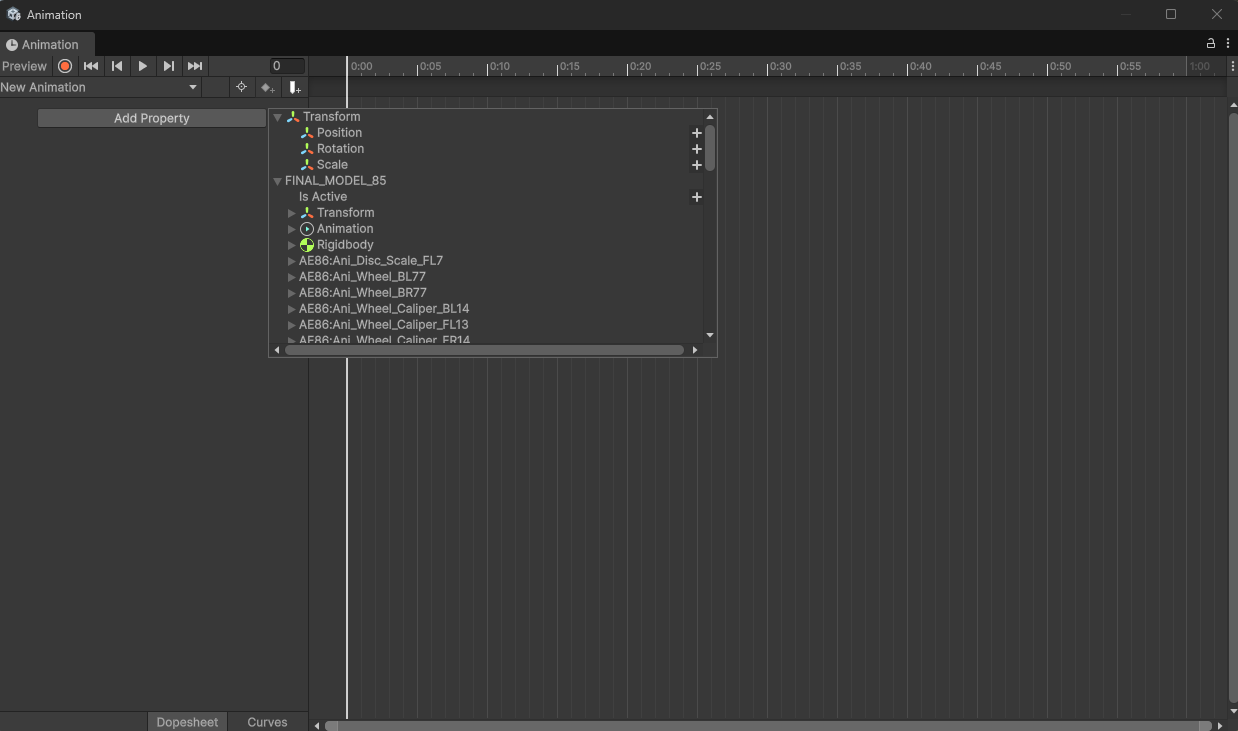 Animation
Animation
Preview
0
0:00 0:05 0:10 0:15 0:20 0:25 0:30 0:35 0:40 0:45 0:50 0:55 1:00
New Animation
Add Property
Transform
Position
Rotation
Scale
FINAL_MODEL_85
Is Active
Transform
Animation
Rigidbody
AE86:Ani_Disc_Scale_FL7
AE86:Ani_Wheel_BL77
AE86:Ani_Wheel_BR77
AE86:Ani_Wheel_Caliper_BL14
AE86:Ani_Wheel_Caliper_FL13
AE86:Ani_Wheel_Caliper_FR14
Dopesheet Curves